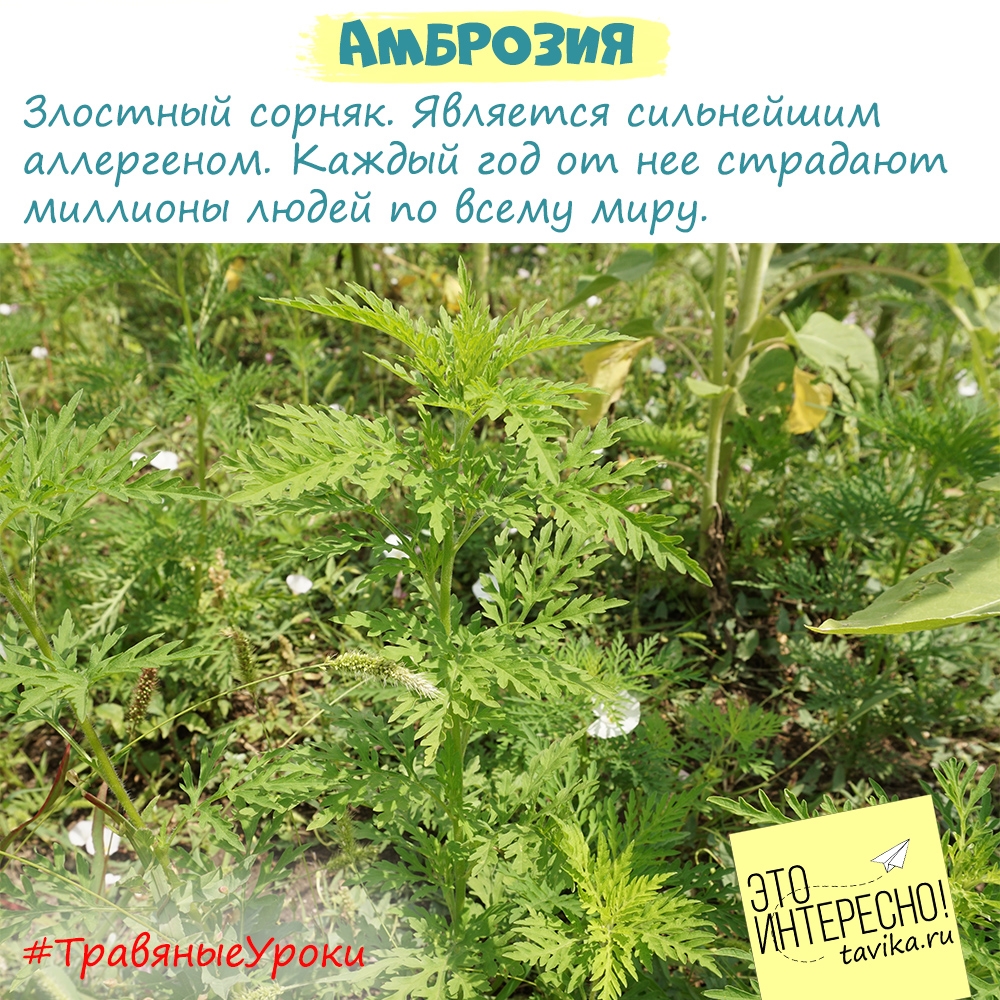 Амброзия
Злостный сорняк. Является сильнейшим
аллергеном. Каждый год от нее страдают
миллионы людей по всему миру.
#ТравяныеУроки
ЭТО
ИНТЕРЕСНО!
tavika.ru